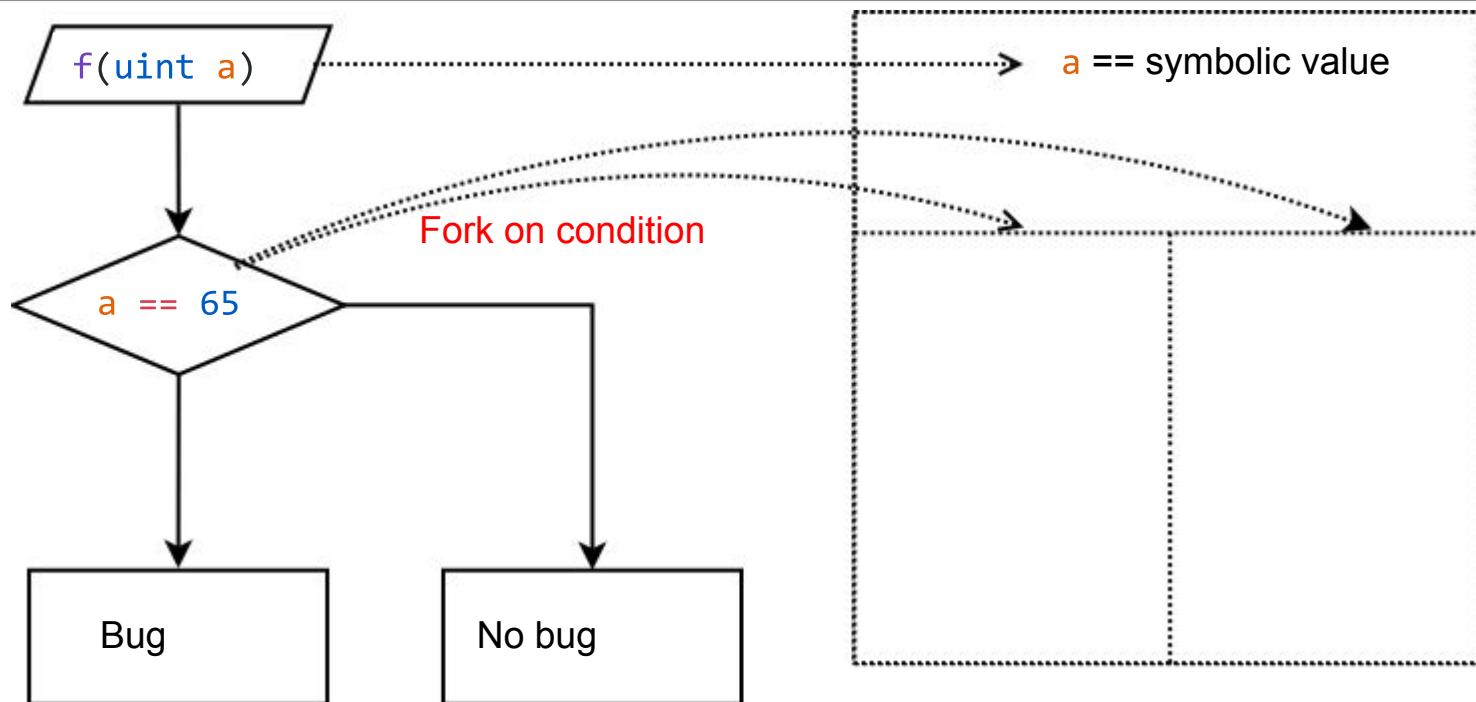 f(uint a)
a == symbolic value
Fork on condition
a == 65
Bug
No bug